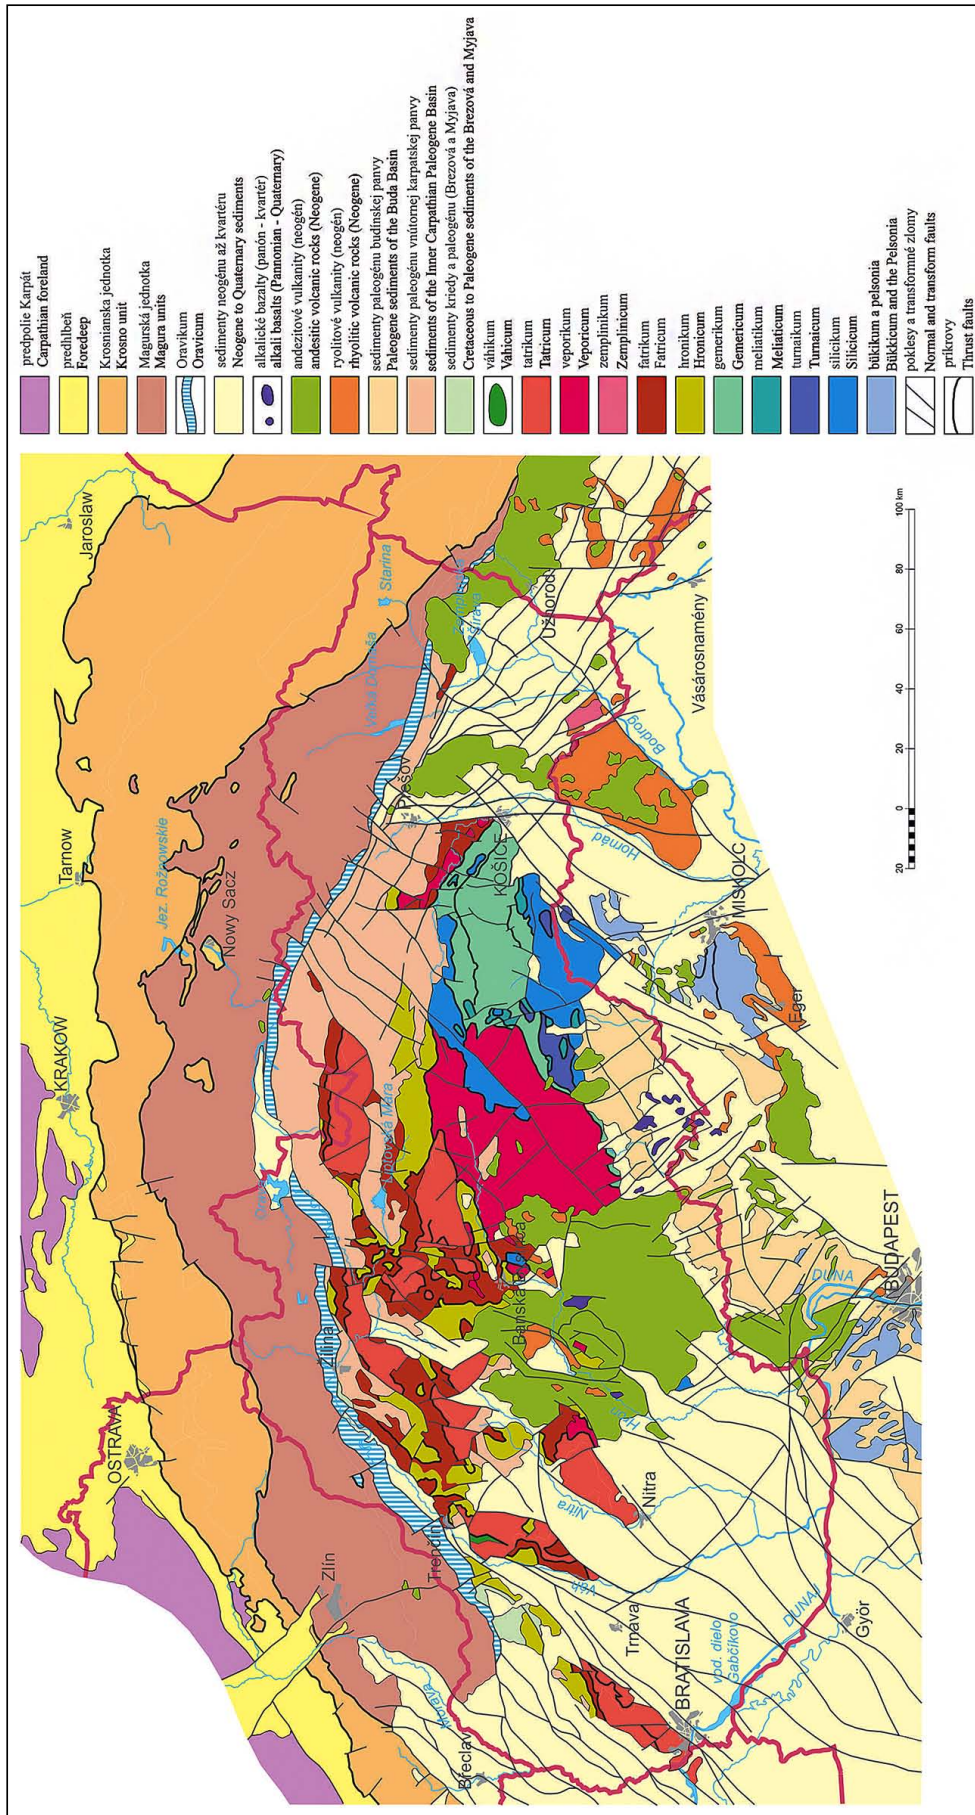 predpolie Karpát
Carpathian foreland
predhlbeň
Foredeep
Krosnianska jednotka
Krosno unit
Magurská jednotka
Magura units
Oravikum
Oravicum
sedimenty neogénu až kvartéru
Neogene to Quaternary sediments
alkalické bazalty (panón - kvartér)
alkali basalts (Pannonian - Quaternary)
andezitové vulkanity (neogén)
andesitic volcanic rocks (Neogene)
ryolitové vulkanity (neogén)
rhyolitic volcanic rocks (Neogene)
sedimenty paleogénu budínskej panvy
Paleogene sediments of the Buda Basin
sedimenty paleogénu vnútornej karpatskej panvy
sediments of the Inner Carpathian Paleogene Basin
sedimenty kriedy a paleogénu (Brezová a Myjava)
Cretaceous to Paleogene sediments of the Brezová and Myjava
váhikum
Vahicum
tatrikum
Tatricum
veporikum
Veporicum
zemplinikum
Zemplinicum
fatrikum
Fatricum
hronikum
Hronicum
gemerikum
Gemericum
meliatikum
Meliaticum
turnaikum
Turnaicum
silicikum
Silicicum
bükikum a pelsonia
Bükkicum and the Pelsonia
poklesy a transformné zlomy
Normal and transform faults
príkrovy
Thrust faults
Jaroslaw
Tarnow
KRAKOW
OSTRAVA
Jez. Rožnowskie
Nowy Sacz
Zlín
Starina
Veľká Domaša
Zemplínska
Šírava
Orava
Žilina
Trenčín
Morava
Břeclav
Prešov
Užhorod
KOŠICE
Liptovská Mara
Banská Bystrica
Hron
Nitra
Nitra
Váh
Trnava
BRATISLAVA
vod. dielo
Gabčíkovo
DUNAJ
Györ
Hornád
Bodrog
Vásárosnamény
MISKOLC
Eger
DUNA
BUDAPEST
20
0
20
40
60
80
100 km